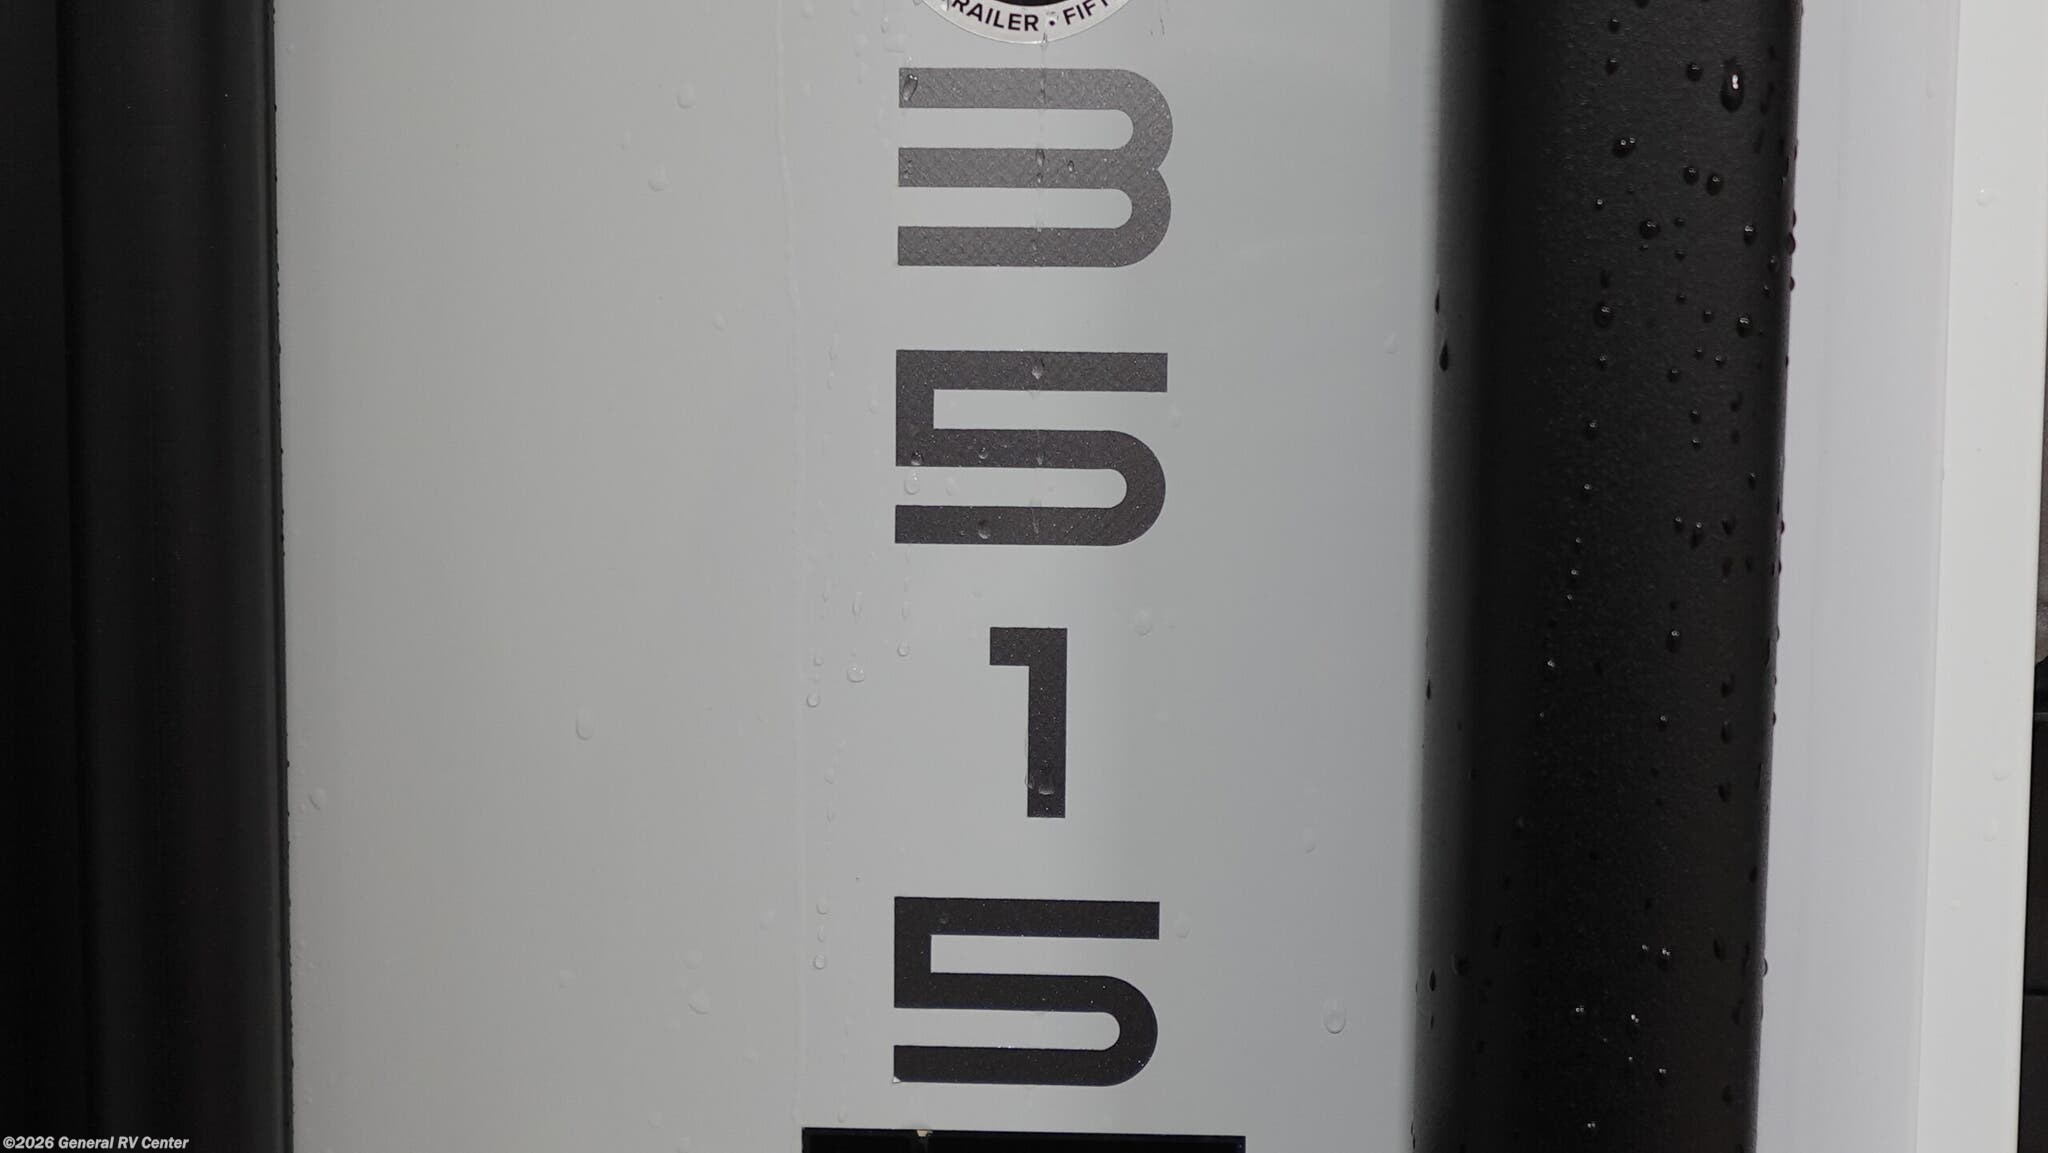 RAILER • FIFT
3
5
1
5
©2026 General RV Center